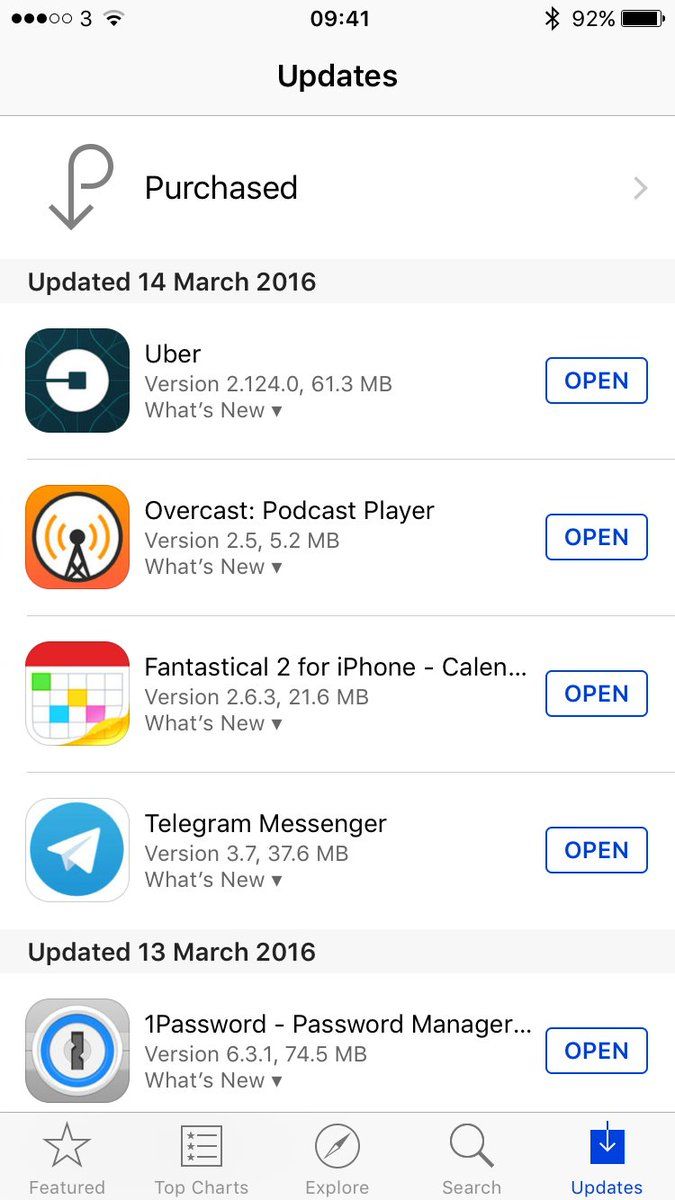 3 09:41 92%
Updates
Purchased
Updated 14 March 2016
Uber
Version 2.124.0, 61.3 MB
What's New ▾
OPEN
Overcast: Podcast Player
Version 2.5, 5.2 MB
What's New ▾
OPEN
Fantastical 2 for iPhone - Calen...
Version 2.6.3, 21.6 MB
What's New ▾
OPEN
Telegram Messenger
Version 3.7, 37.6 MB
What's New ▾
OPEN
Updated 13 March 2016
1Password - Password Manager...
Version 6.3.1, 74.5 MB
What's New ▾
OPEN
Featured Top Charts Explore Search Updates